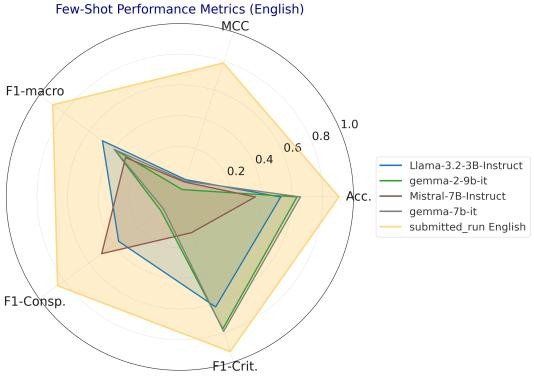 Few-Shot Performance Metrics (English)
MCC
F1-macro
1.0
0.8
0.6
0.4
0.2
Acc.
F1-Consp.
F1-Crit.
Llama-3.2-3B-Instruct
gemma-2-9b-it
Mistral-7B-Instruct
gemma-7b-it
submitted_run English